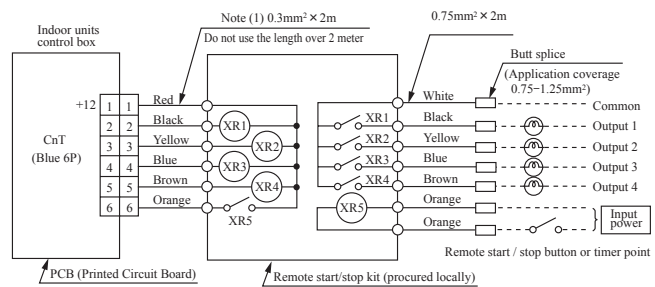 Indoor units
control box
Note (1) 0.3mm² × 2m
Do not use the length over 2 meter
0.75mm² × 2m
Butt splice
(Application coverage
0.75−1.25mm²)
CnT
(Blue 6P)
+12
1 1 Red
2 2 Black
3 3 Yellow
4 4 Blue
5 5 Brown
6 6 Orange
XR1
XR2
XR3
XR4
XR5
XR1
XR2
XR3
XR4
XR5
White
Black
Yellow
Blue
Brown
Orange
Orange
Common
Output 1
Output 2
Output 3
Output 4
Input
power
Remote start / stop button or timer point
PCB (Printed Circuit Board)
Remote start/stop kit (procured locally)